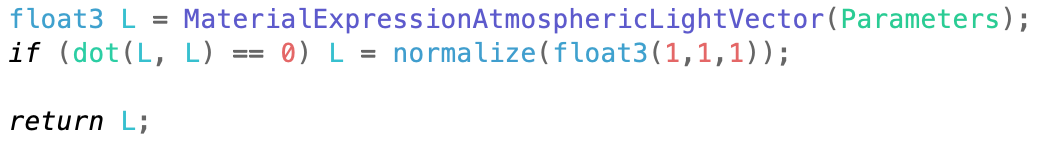 float3 L = MaterialExpressionAtmosphericLightVector(Parameters);
if (dot(L, L) == 0) L = normalize(float3(1,1,1));
return L;